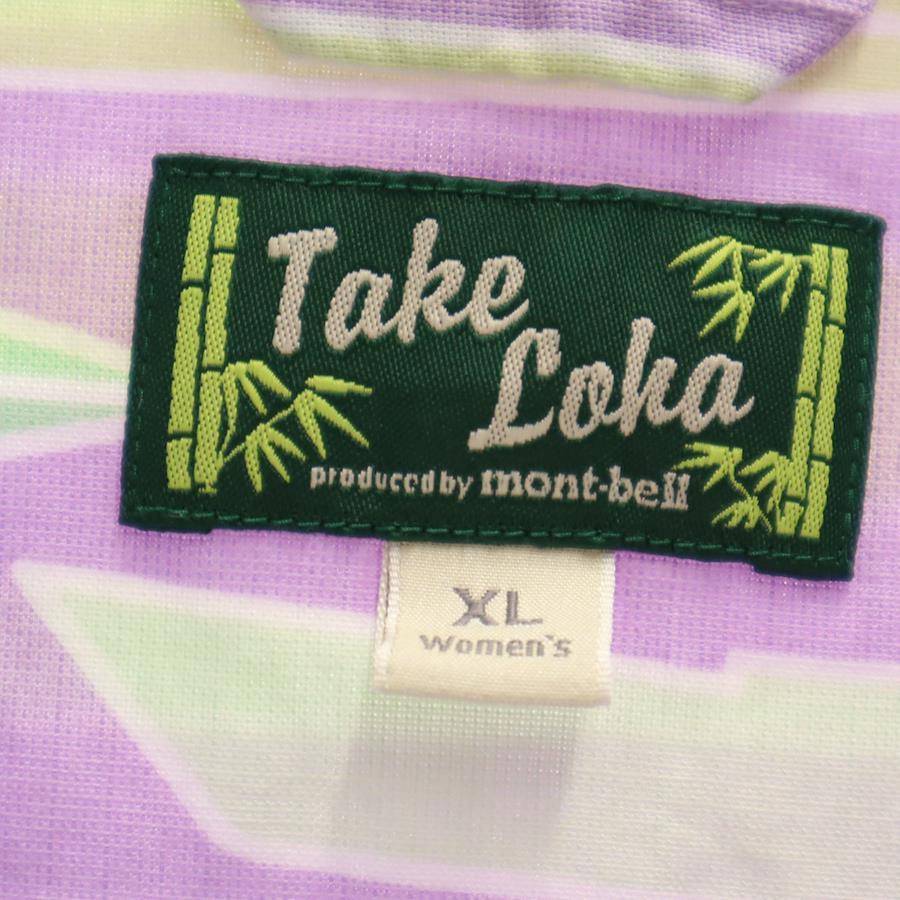 Take
Loha
produced by mont-bell
XL
Women's